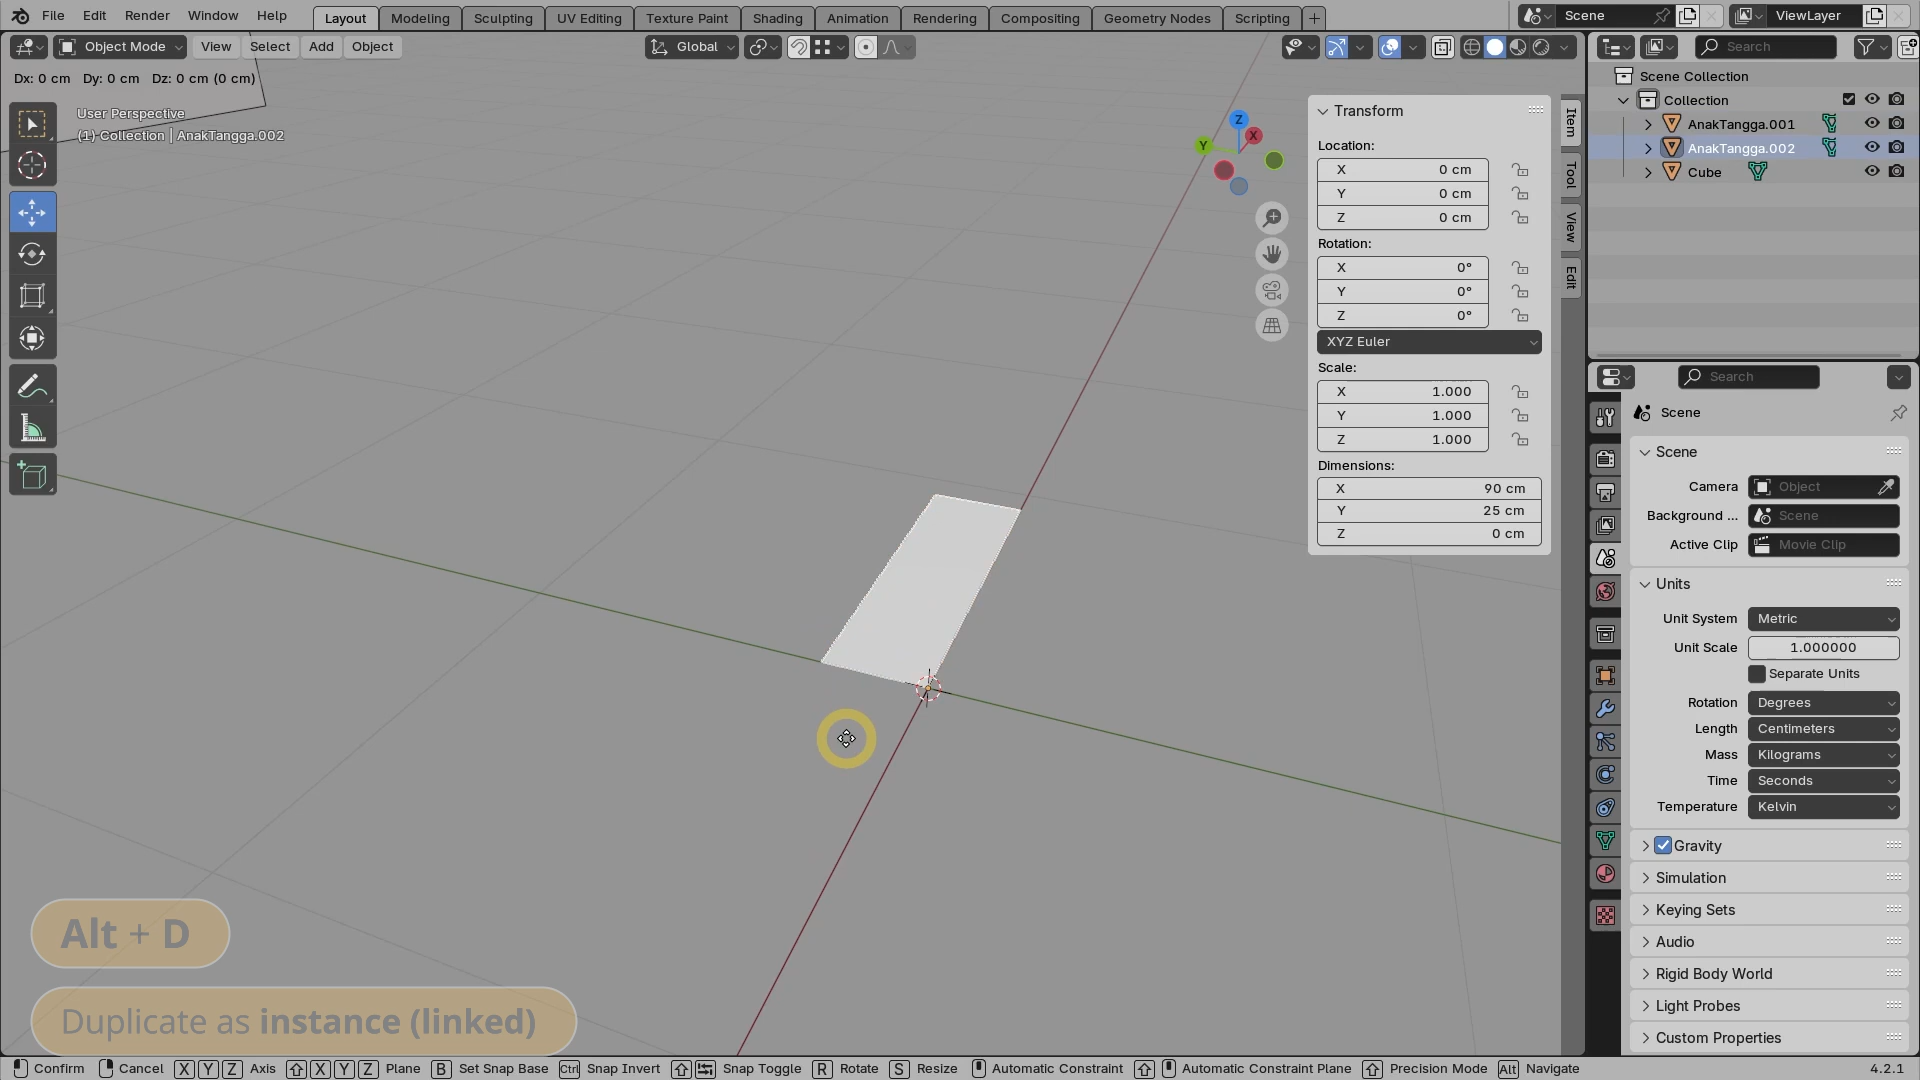 File Edit Render Window Help Layout Modeling Sculpting UV Editing Texture Paint Shading Animation Rendering Compositing Geometry Nodes Scripting + Scene ViewLayer
Object Mode View Select Add Object Global Search
Dx: 0 cm Dy: 0 cm Dz: 0 cm (0 cm)
User Perspective
(1) Collection | AnakTangga.002
Z
X
Y
Transform
Location:
X 0 cm
Y 0 cm
Z 0 cm
Rotation:
X 0°
Y 0°
Z 0°
XYZ Euler
Scale:
X 1.000
Y 1.000
Z 1.000
Dimensions:
X 90 cm
Y 25 cm
Z 0 cm
Item
Tool
View
Edit
Scene Collection
Collection
AnakTangga.001
AnakTangga.002
Cube
Search
Scene
Scene
Camera Object
Background ... Scene
Active Clip Movie Clip
Units
Unit System Metric
Unit Scale 1.000000
Separate Units
Rotation Degrees
Length Centimeters
Mass Kilograms
Time Seconds
Temperature Kelvin
Gravity
Simulation
Keying Sets
Audio
Rigid Body World
Light Probes
Custom Properties
Alt + D
Duplicate as instance (linked)
Confirm Cancel X Y Z Axis X Y Z Plane B Set Snap Base Ctrl Snap Invert Snap Toggle R Rotate S Resize Automatic Constraint Automatic Constraint Plane Precision Mode Alt Navigate 4.2.1